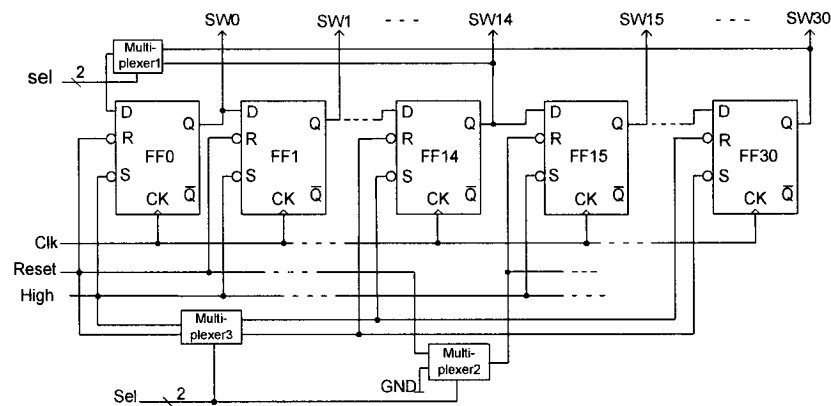 SW0 SW1 SW14 SW15 SW30
Multi-
plexer1
sel 2
D Q D Q D Q D Q D Q
R R R R R
FF0 FF1 FF14 FF15 FF30
S S S S S
CK Q̅ CK Q̅ CK Q̅ CK Q̅ CK Q̅
Clk
Reset
High
Multi-
plexer3
Multi-
plexer2
GND
Sel 2